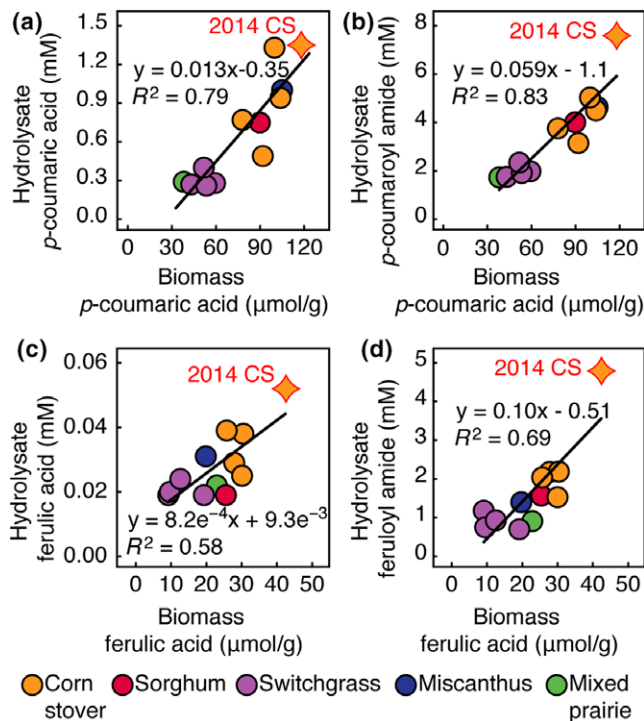 (a)
2014 CS
y = 0.013x-0.35
R² = 0.79
Hydrolysate
p-coumaric acid (mM)
1.5
1.2
0.9
0.6
0.3
0.0
0 30 60 90 120
Biomass
p-coumaric acid (μmol/g)
(b)
2014 CS
y = 0.059x - 1.1
R² = 0.83
Hydrolysate
p-coumaroyl amide (mM)
8
6
4
2
0
0 30 60 90 120
Biomass
p-coumaric acid (μmol/g)
(c)
2014 CS
y = 8.2e⁻⁴x + 9.3e⁻³
R² = 0.58
Hydrolysate
ferulic acid (mM)
0.06
0.04
0.02
0.00
0 10 20 30 40 50
Biomass
ferulic acid (μmol/g)
(d)
2014 CS
y = 0.10x - 0.51
R² = 0.69
Hydrolysate
feruloyl amide (mM)
5
4
3
2
1
0
0 10 20 30 40 50
Biomass
ferulic acid (μmol/g)
Corn
stover
Sorghum
Switchgrass
Miscanthus
Mixed
prairie